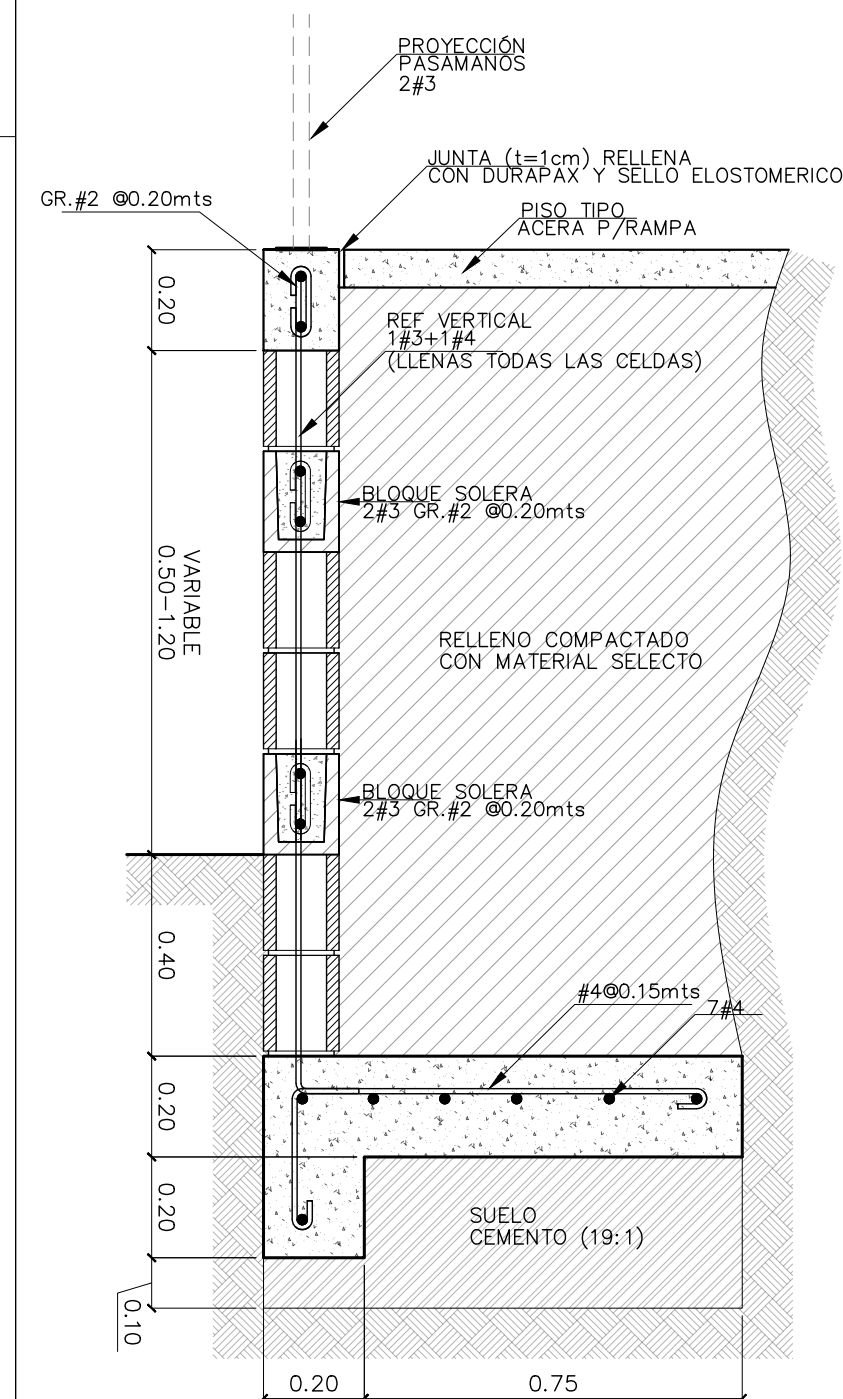 PROYECCIÓN
PASAMANOS
2#3
JUNTA (t=1cm) RELLENA
CON DURAPAX Y SELLO ELOSTOMERICO
GR.#2 @0.20mts
PISO TIPO
ACERA P/RAMPA
0.20
REF VERTICAL
1#3+1#4
(LLENAS TODAS LAS CELDAS)
BLOQUE SOLERA
2#3 GR.#2 @0.20mts
VARIABLE
0.50-1.20
RELLENO COMPACTADO
CON MATERIAL SELECTO
BLOQUE SOLERA
2#3 GR.#2 @0.20mts
0.40
#4@0.15mts
7#4
0.20
0.20
SUELO
CEMENTO (19:1)
0.10
0.20
0.75